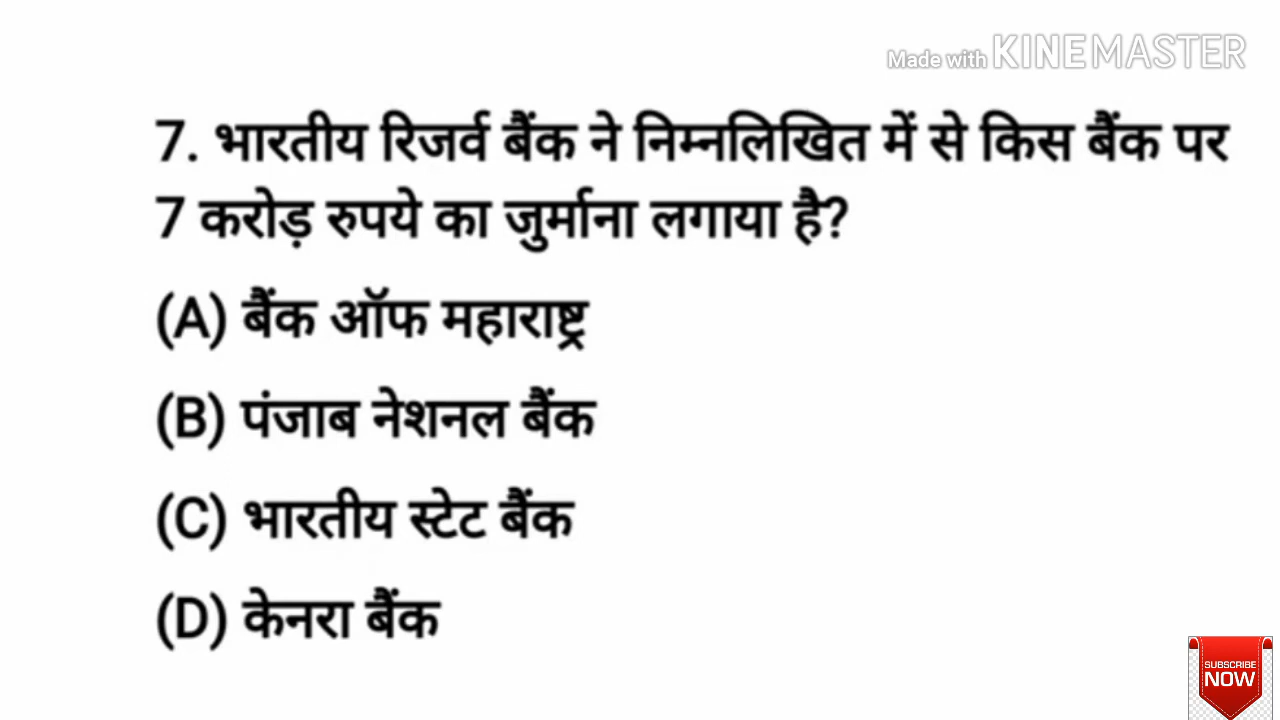 Made with KINEMASTER
7. भारतीय रिजर्व बैंक ने निम्नलिखित में से किस बैंक पर
7 करोड़ रुपये का जुर्माना लगाया है?
(A) बैंक ऑफ महाराष्ट्र
(B) पंजाब नेशनल बैंक
(C) भारतीय स्टेट बैंक
(D) केनरा बैंक
SUBSCRIBE
NOW